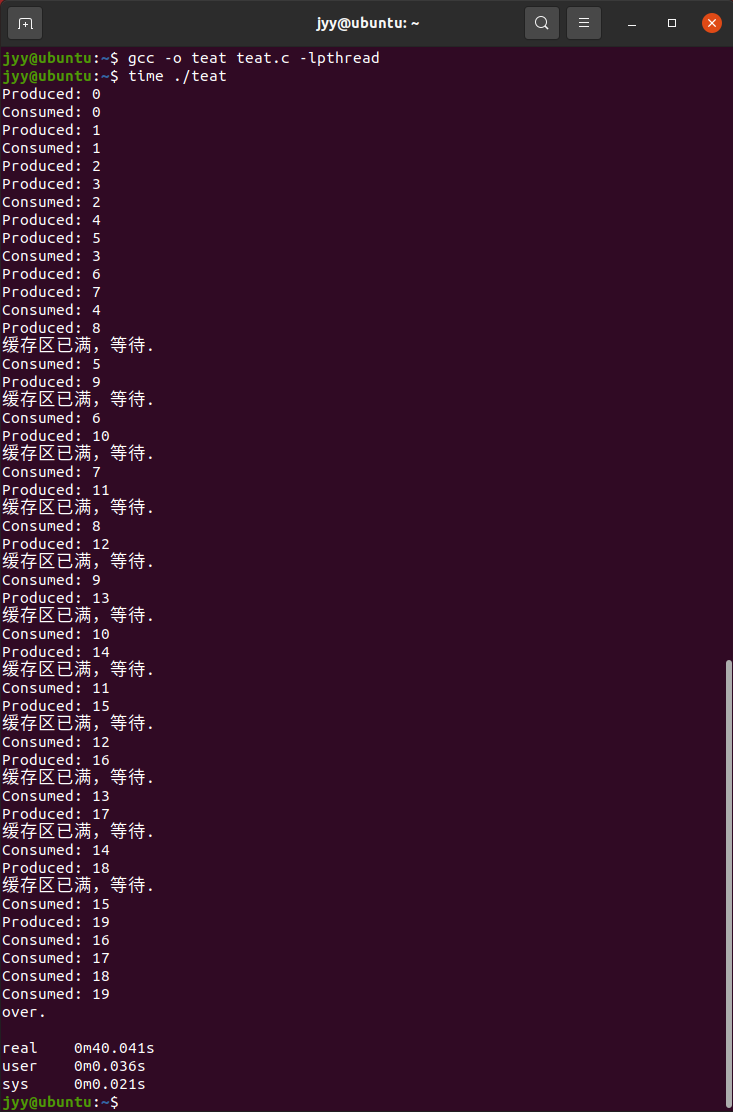 jyy@ubuntu: ~
jyy@ubuntu:~$ gcc -o teat teat.c -lpthread
jyy@ubuntu:~$ time ./teat
Produced: 0
Consumed: 0
Produced: 1
Consumed: 1
Produced: 2
Produced: 3
Consumed: 2
Produced: 4
Produced: 5
Consumed: 3
Produced: 6
Produced: 7
Consumed: 4
Produced: 8
缓存区已满，等待.
Consumed: 5
Produced: 9
缓存区已满，等待.
Consumed: 6
Produced: 10
缓存区已满，等待.
Consumed: 7
Produced: 11
缓存区已满，等待.
Consumed: 8
Produced: 12
缓存区已满，等待.
Consumed: 9
Produced: 13
缓存区已满，等待.
Consumed: 10
Produced: 14
缓存区已满，等待.
Consumed: 11
Produced: 15
缓存区已满，等待.
Consumed: 12
Produced: 16
缓存区已满，等待.
Consumed: 13
Produced: 17
缓存区已满，等待.
Consumed: 14
Produced: 18
缓存区已满，等待.
Consumed: 15
Produced: 19
Consumed: 16
Consumed: 17
Consumed: 18
Consumed: 19
over.
real 0m40.041s
user 0m0.036s
sys 0m0.021s
jyy@ubuntu:~$